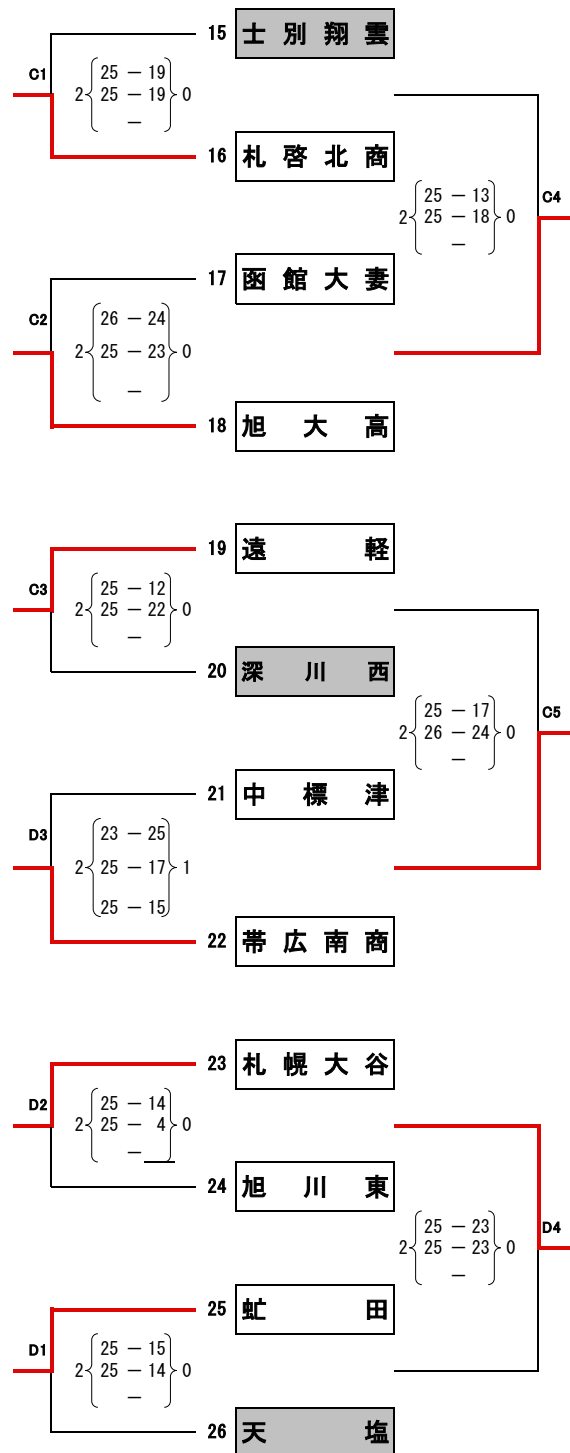 15 士別翔雲
C1
25 − 19
2 25 − 19 0
−
16 札啓北商
C4
25 − 13
2 25 − 18 0
−
17 函館大妻
C2
26 − 24
2 25 − 23 0
−
18 旭大高
19 遠軽
C3
25 − 12
2 25 − 22 0
−
20 深川西
C5
25 − 17
2 26 − 24 0
−
21 中標津
D3
23 − 25
2 25 − 17 1
25 − 15
22 帯広南商
23 札幌大谷
D2
25 − 14
2 25 − 4 0
−
24 旭川東
D4
25 − 23
2 25 − 23 0
−
25 虻田
D1
25 − 15
2 25 − 14 0
−
26 天塩